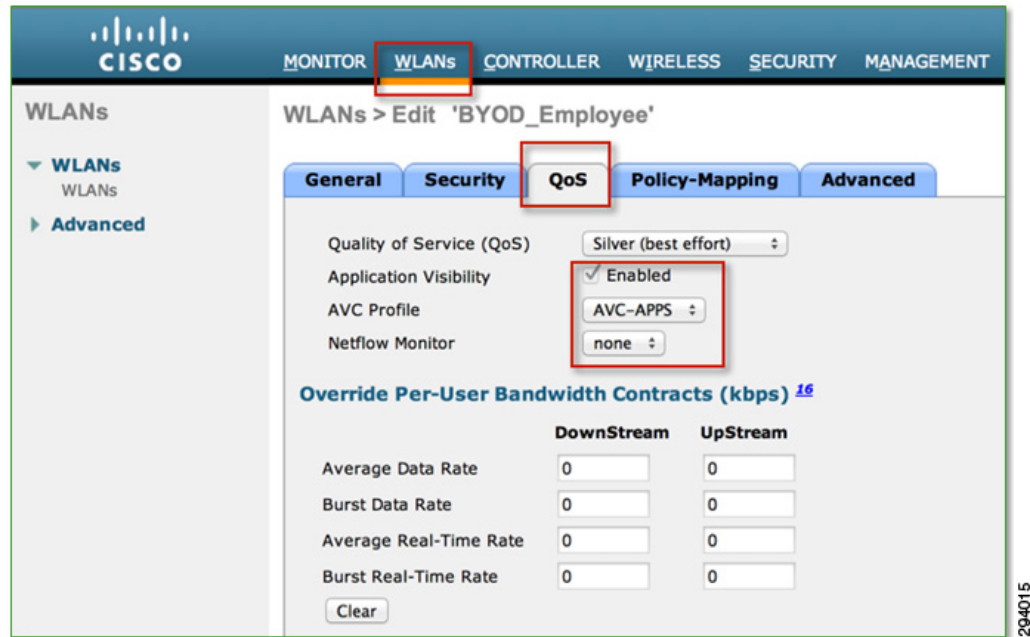 CISCO
MONITOR WLANs CONTROLLER WIRELESS SECURITY MANAGEMENT
WLANs
WLANs > Edit 'BYOD_Employee'
WLANs
WLANs
Advanced
General Security QoS Policy-Mapping Advanced
Quality of Service (QoS) Silver (best effort)
Application Visibility Enabled
AVC Profile AVC-APPS
Netflow Monitor none
Override Per-User Bandwidth Contracts (kbps) 16
DownStream UpStream
Average Data Rate 0 0
Burst Data Rate 0 0
Average Real-Time Rate 0 0
Burst Real-Time Rate 0 0
Clear
294015